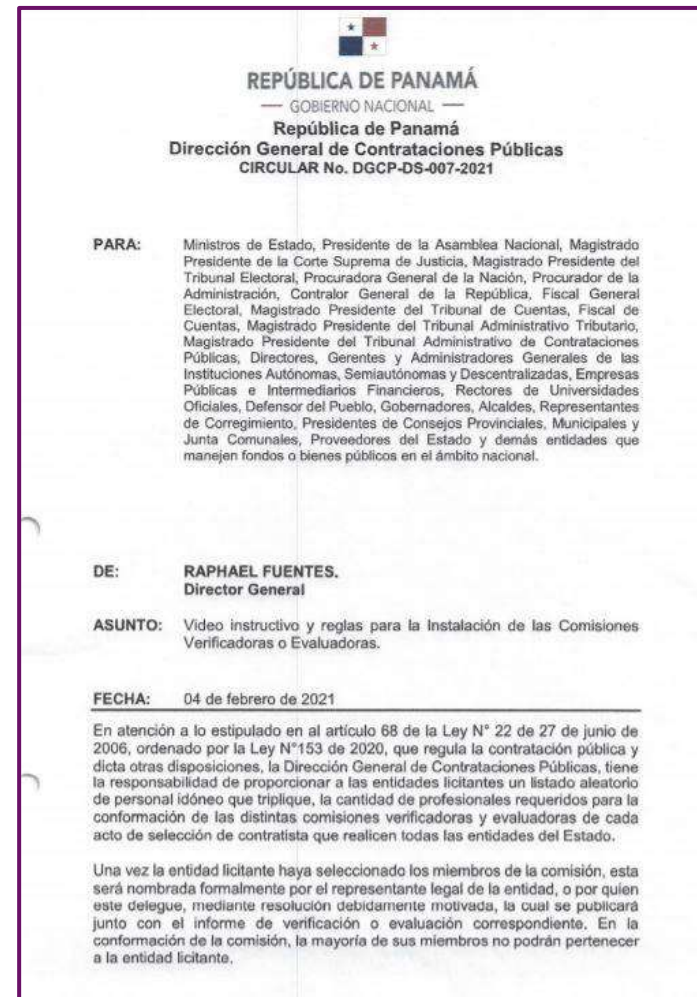 REPÚBLICA DE PANAMÁ
— GOBIERNO NACIONAL —
República de Panamá
Dirección General de Contrataciones Públicas
CIRCULAR No. DGCP-DS-007-2021
PARA: Ministros de Estado, Presidente de la Asamblea Nacional, Magistrado
Presidente de la Corte Suprema de Justicia, Magistrado Presidente del
Tribunal Electoral, Procuradora General de la Nación, Procurador de la
Administración, Contralor General de la República, Fiscal General
Electoral, Magistrado Presidente del Tribunal de Cuentas, Fiscal de
Cuentas, Magistrado Presidente del Tribunal Administrativo Tributario,
Magistrado Presidente del Tribunal Administrativo de Contrataciones
Públicas, Directores, Gerentes y Administradores Generales de las
Instituciones Autónomas, Semiautónomas y Descentralizadas, Empresas
Públicas e Intermediarios Financieros, Rectores de Universidades
Oficiales, Defensor del Pueblo, Gobernadores, Alcaldes, Representantes
de Corregimiento, Presidentes de Consejos Provinciales, Municipales y
Junta Comunales, Proveedores del Estado y demás entidades que
manejen fondos o bienes públicos en el ámbito nacional.
DE: RAPHAEL FUENTES.
Director General
ASUNTO: Video instructivo y reglas para la Instalación de las Comisiones
Verificadoras o Evaluadoras.
FECHA: 04 de febrero de 2021
En atención a lo estipulado en al artículo 68 de la Ley N° 22 de 27 de junio de
2006, ordenado por la Ley N°153 de 2020, que regula la contratación pública y
dicta otras disposiciones, la Dirección General de Contrataciones Públicas, tiene
la responsabilidad de proporcionar a las entidades licitantes un listado aleatorio
de personal idóneo que triplique, la cantidad de profesionales requeridos para la
conformación de las distintas comisiones verificadoras y evaluadoras de cada
acto de selección de contratista que realicen todas las entidades del Estado.
Una vez la entidad licitante haya seleccionado los miembros de la comisión, esta
será nombrada formalmente por el representante legal de la entidad, o por quien
este delegue, mediante resolución debidamente motivada, la cual se publicará
junto con el informe de verificación o evaluación correspondiente. En la
conformación de la comisión, la mayoría de sus miembros no podrán pertenecer
a la entidad licitante.